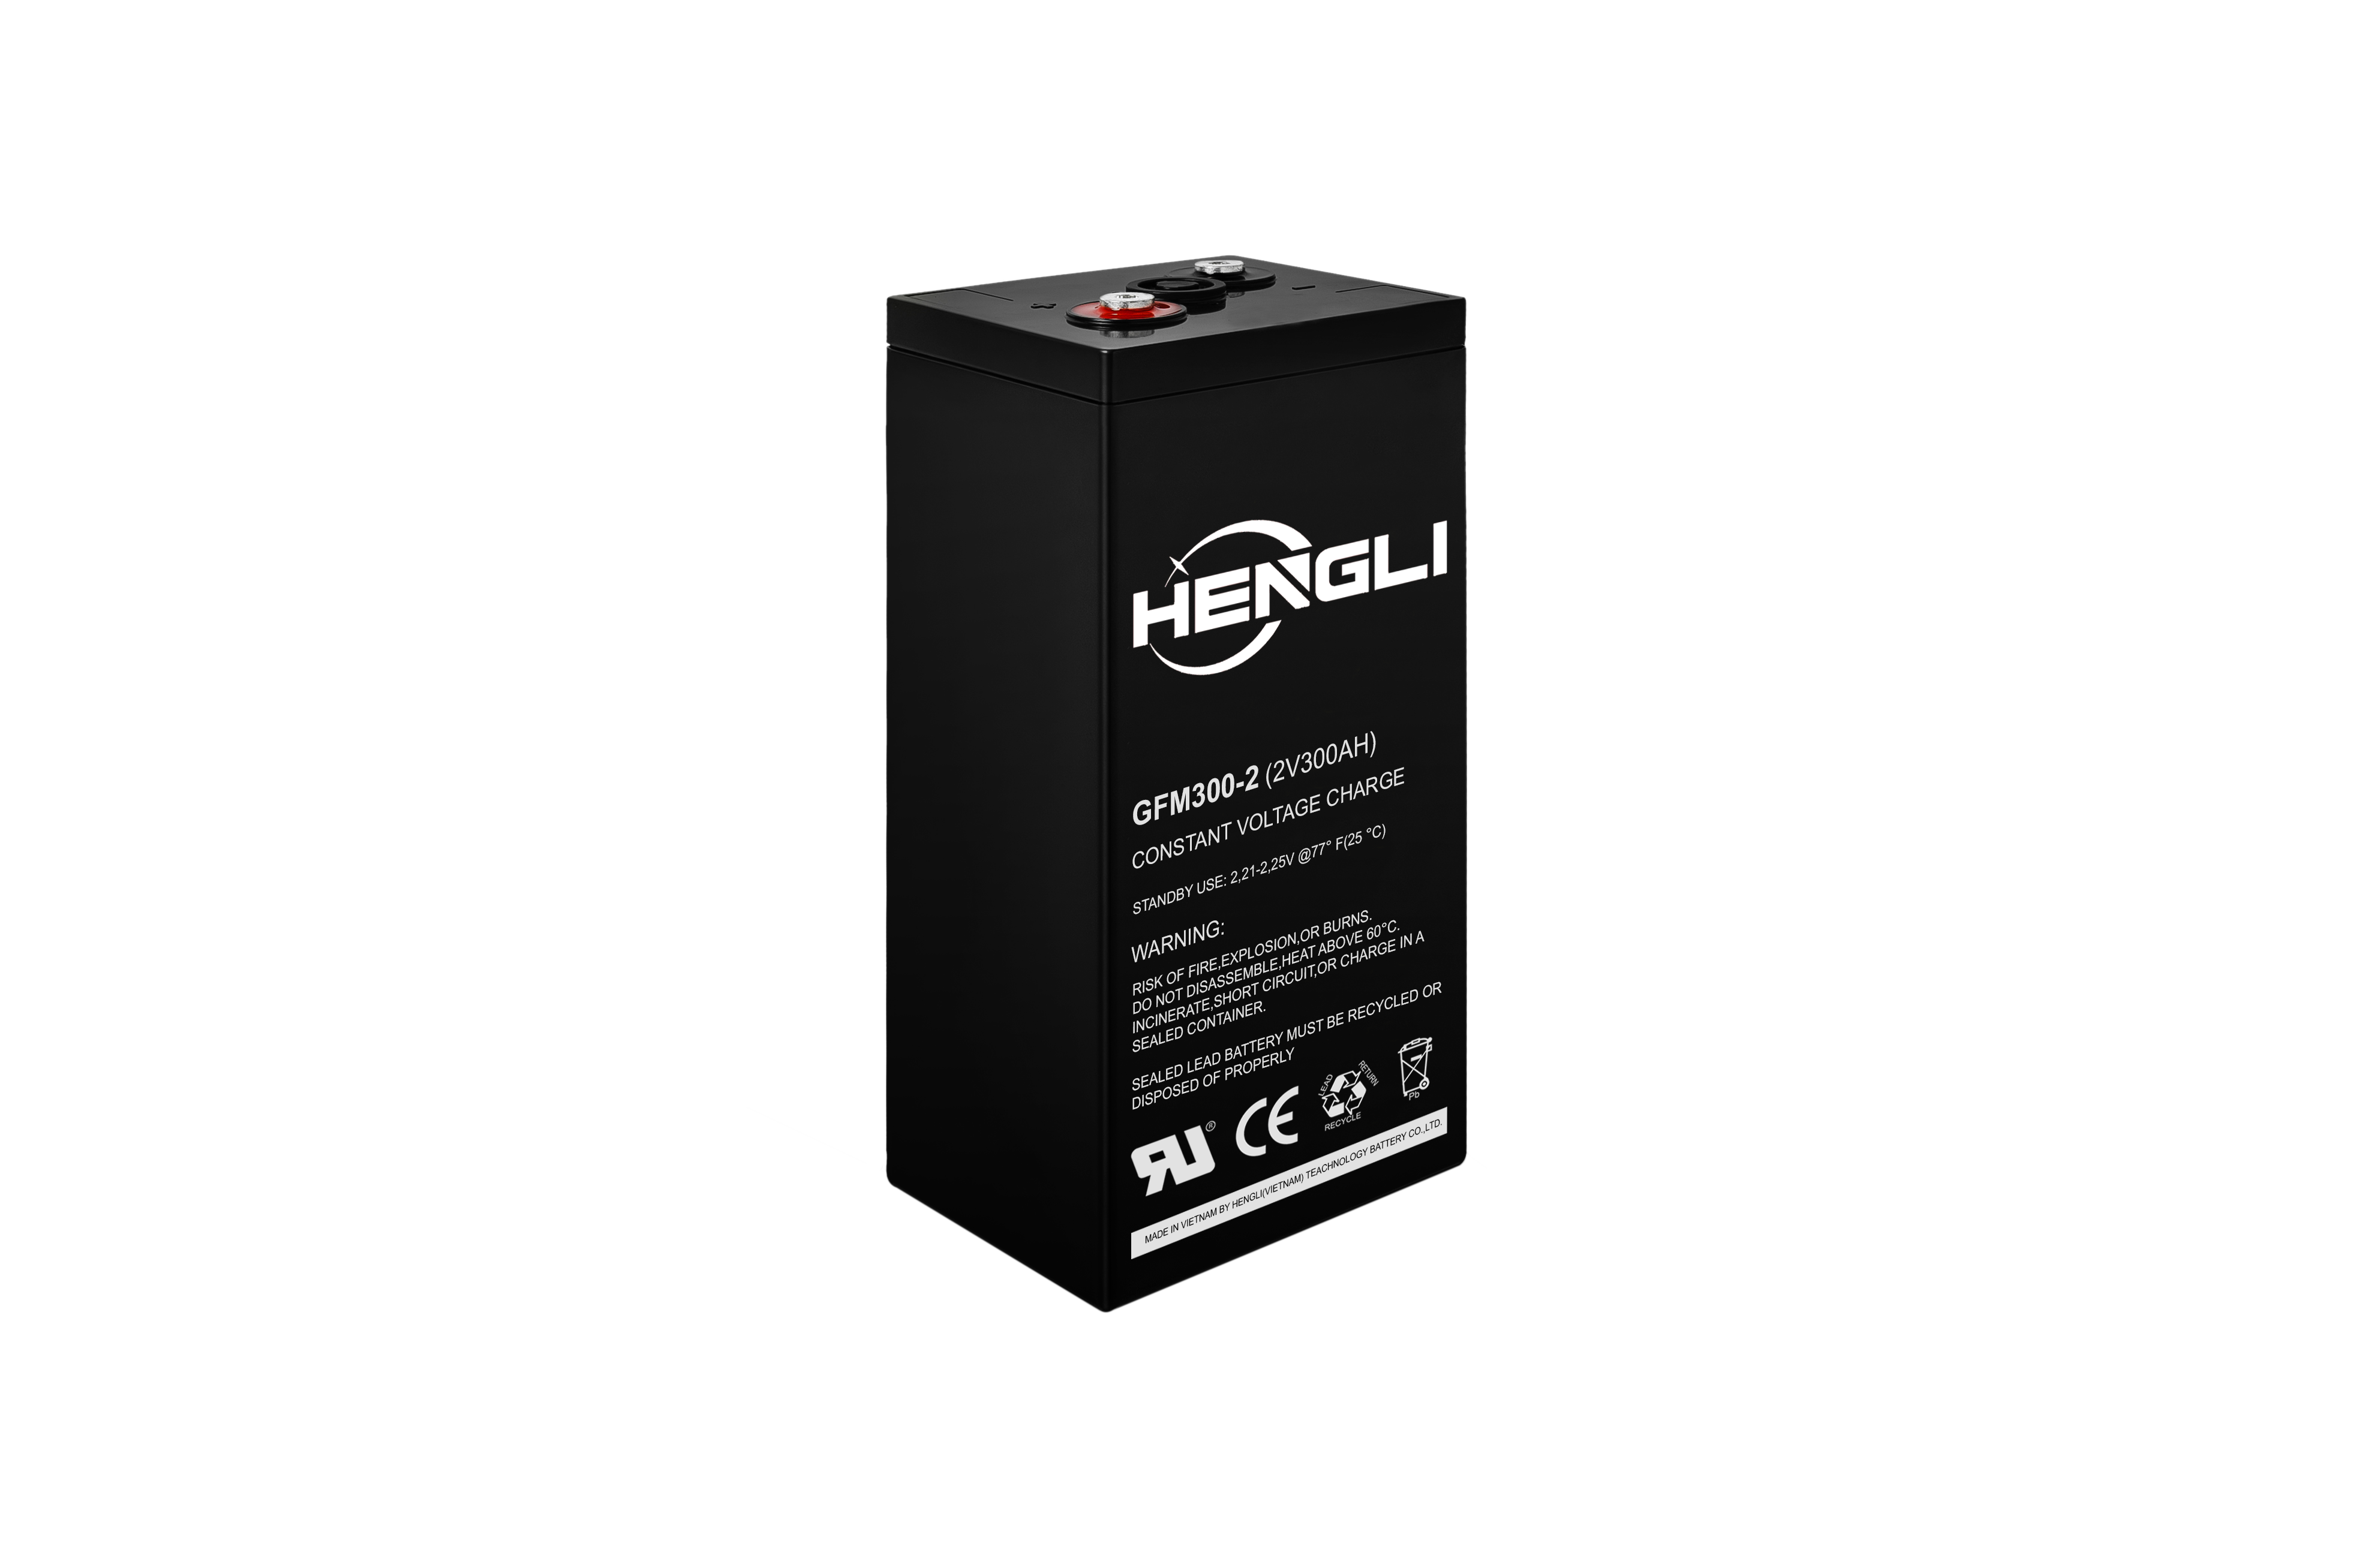 HENGLI
GFM300-2 (2V300AH)
CONSTANT VOLTAGE CHARGE
STANDBY USE: 2,21-2,25V @77° F(25 °C)
WARNING:
RISK OF FIRE,EXPLOSION,OR BURNS.
DO NOT DISASSEMBLE,HEAT ABOVE 60°C.
INCINERATE,SHORT CIRCUIT,OR CHARGE IN A
SEALED CONTAINER.
SEALED LEAD BATTERY MUST BE RECYCLED OR
DISPOSED OF PROPERLY
RU ® CE LEAD RETURN RECYCLE Pb
MADE IN VIETNAM BY HENGLI(VIETNAM) TEACHNOLOGY BATTERY CO.,LTD.